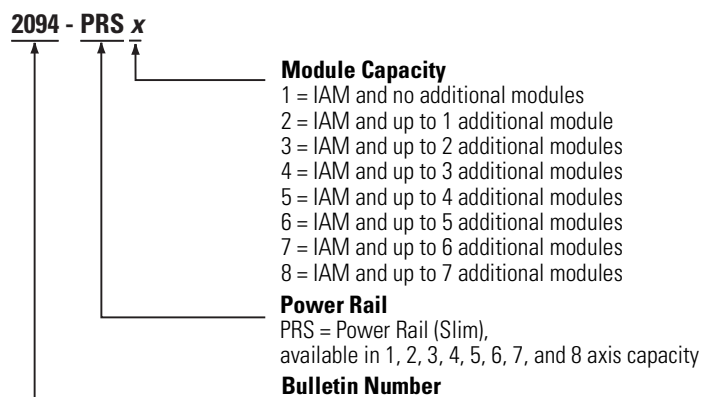 2094 - PRS x
Module Capacity
1 = IAM and no additional modules
2 = IAM and up to 1 additional module
3 = IAM and up to 2 additional modules
4 = IAM and up to 3 additional modules
5 = IAM and up to 4 additional modules
6 = IAM and up to 5 additional modules
7 = IAM and up to 6 additional modules
8 = IAM and up to 7 additional modules
Power Rail
PRS = Power Rail (Slim),
available in 1, 2, 3, 4, 5, 6, 7, and 8 axis capacity
Bulletin Number